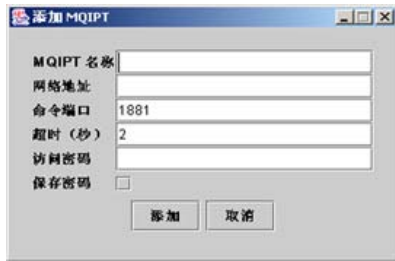 添加 MQIPT
MQIPT 名称
网络地址
命令端口 1881
超时（秒） 2
访问密码
保存密码
添加 取消